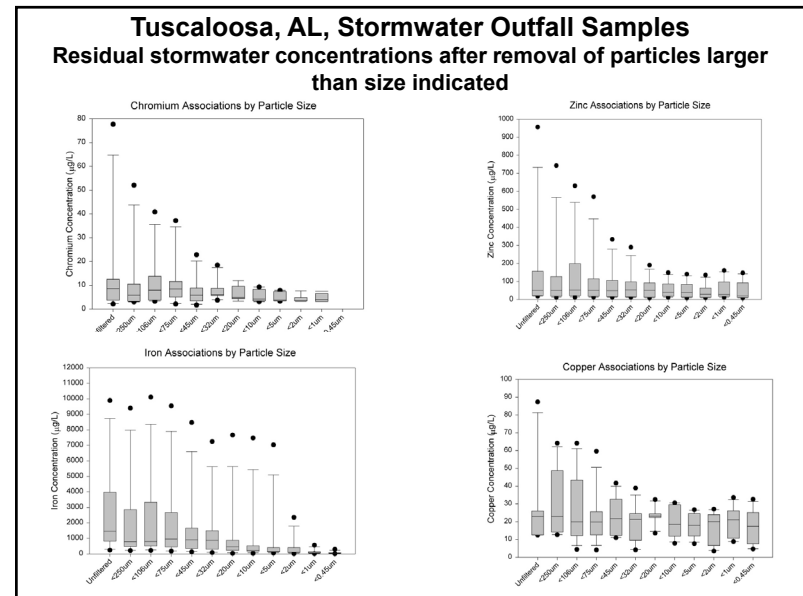 Tuscaloosa, AL, Stormwater Outfall Samples
Residual stormwater concentrations after removal of particles larger
than size indicated
Chromium Associations by Particle Size
Chromium Concentration (µg/L)
80
70
60
50
40
30
20
10
0
nfiltered
<250um
<106um
<75um
<45um
<32um
<20um
<10um
<5um
<2um
<1um
0.45um
Zinc Associations by Particle Size
Zinc Concentration (µg/L)
1000
900
800
700
600
500
400
300
200
100
0
Unfiltered
<250um
<106um
<75um
<45um
<32um
<20um
<10um
<5um
<2um
<1um
<0.45um
Iron Associations by Particle Size
Iron Concentration (µg/L)
12000
11000
10000
9000
8000
7000
6000
5000
4000
3000
2000
1000
0
Unfiltered
<250um
<106um
<75um
<45um
<32um
<20um
<10um
<5um
<2um
<1um
<0.45um
Copper Associations by Particle Size
Copper Concentration (µg/L)
100
90
80
70
60
50
40
30
20
10
0
Unfiltered
<250um
<106um
<75um
<45um
<32um
<20um
<10um
<5um
<2um
<1um
<0.45um